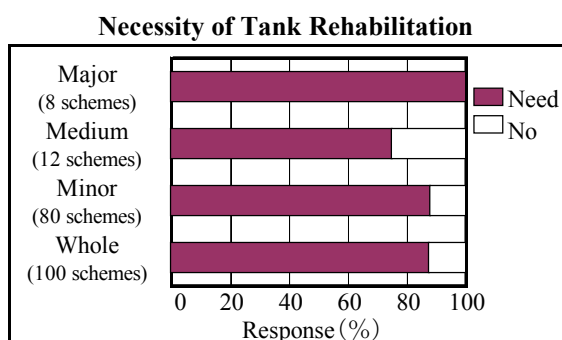 Necessity of Tank Rehabilitation
Major
(8 schemes)
Medium
(12 schemes)
Minor
(80 schemes)
Whole
(100 schemes)
Need
No
0 20 40 60 80 100
Response(%)